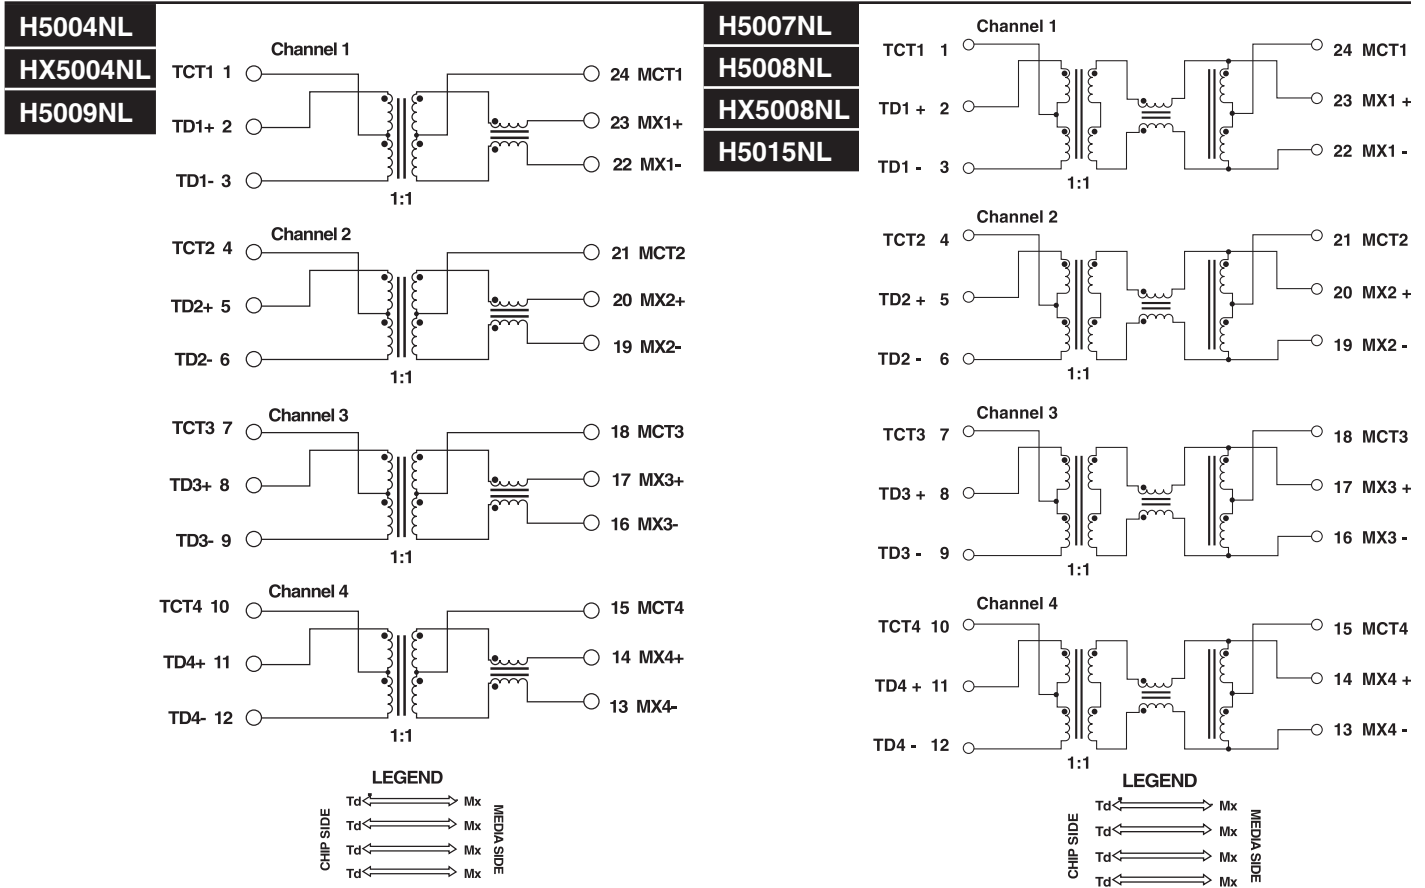 H5004NL
HX5004NL
H5009NL
Channel 1
TCT1 1
24 MCT1
TD1+ 2
23 MX1+
22 MX1-
TD1- 3
1:1
Channel 2
TCT2 4
21 MCT2
TD2+ 5
20 MX2+
19 MX2-
TD2- 6
1:1
Channel 3
TCT3 7
18 MCT3
TD3+ 8
17 MX3+
16 MX3-
TD3- 9
1:1
Channel 4
TCT4 10
15 MCT4
TD4+ 11
14 MX4+
13 MX4-
TD4- 12
1:1
LEGEND
CHIP SIDE
Td Mx
Td Mx
Td Mx
Td Mx
MEDIA SIDE
H5007NL
H5008NL
HX5008NL
H5015NL
Channel 1
TCT1 1
24 MCT1
TD1 + 2
23 MX1 +
22 MX1 -
TD1 - 3
1:1
Channel 2
TCT2 4
21 MCT2
TD2 + 5
20 MX2 +
19 MX2 -
TD2 - 6
1:1
Channel 3
TCT3 7
18 MCT3
TD3 + 8
17 MX3 +
16 MX3 -
TD3 - 9
1:1
Channel 4
TCT4 10
15 MCT4
TD4 + 11
14 MX4 +
13 MX4 -
TD4 - 12
1:1
LEGEND
CHIP SIDE
Td Mx
Td Mx
Td Mx
Td Mx
MEDIA SIDE